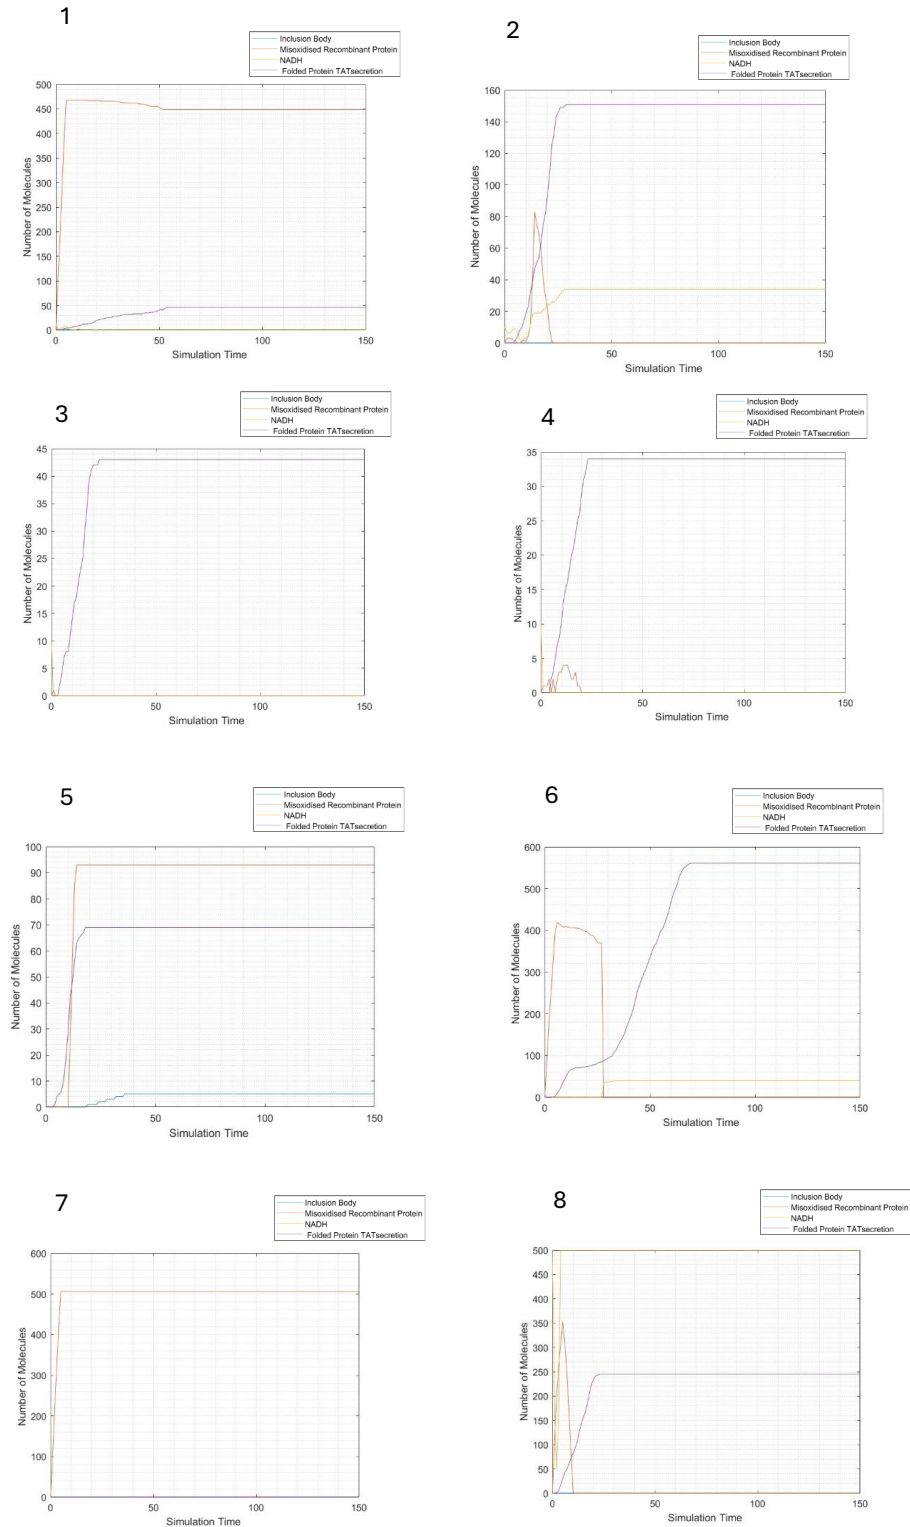 1
Inclusion Body
Misoxidised Recombinant Protein
NADH
Folded Protein TATsecretion
500
450
400
350
300
250
200
150
100
50
0
Number of Molecules
0 50 100 150
Simulation Time
2
Inclusion Body
Misoxidised Recombinant Protein
NADH
Folded Protein TATsecretion
160
140
120
100
80
60
40
20
0
Number of Molecules
0 50 100 150
Simulation Time
3
Inclusion Body
Misoxidised Recombinant Protein
NADH
Folded Protein TATsecretion
45
40
35
30
25
20
15
10
5
0
Number of Molecules
0 50 100 150
Simulation Time
4
Inclusion Body
Misoxidised Recombinant Protein
NADH
Folded Protein TATsecretion
35
30
25
20
15
10
5
0
Number of Molecules
0 50 100 150
Simulation Time
5
Inclusion Body
Misoxidised Recombinant Protein
NADH
Folded Protein TATsecretion
100
90
80
70
60
50
40
30
20
10
0
Number of Molecules
0 50 100 150
Simulation Time
6
Inclusion Body
Misoxidised Recombinant Protein
NADH
Folded Protein TATsecretion
600
500
400
300
200
100
0
Number of Molecules
0 50 100 150
Simulation Time
7
Inclusion Body
Misoxidised Recombinant Protein
NADH
Folded Protein TATsecretion
600
500
400
300
200
100
0
Number of Molecules
0 50 100 150
Simulation Time
8
Inclusion Body
Misoxidised Recombinant Protein
NADH
Folded Protein TATsecretion
500
450
400
350
300
250
200
150
100
50
0
Number of Molecules
0 50 100 150
Simulation Time